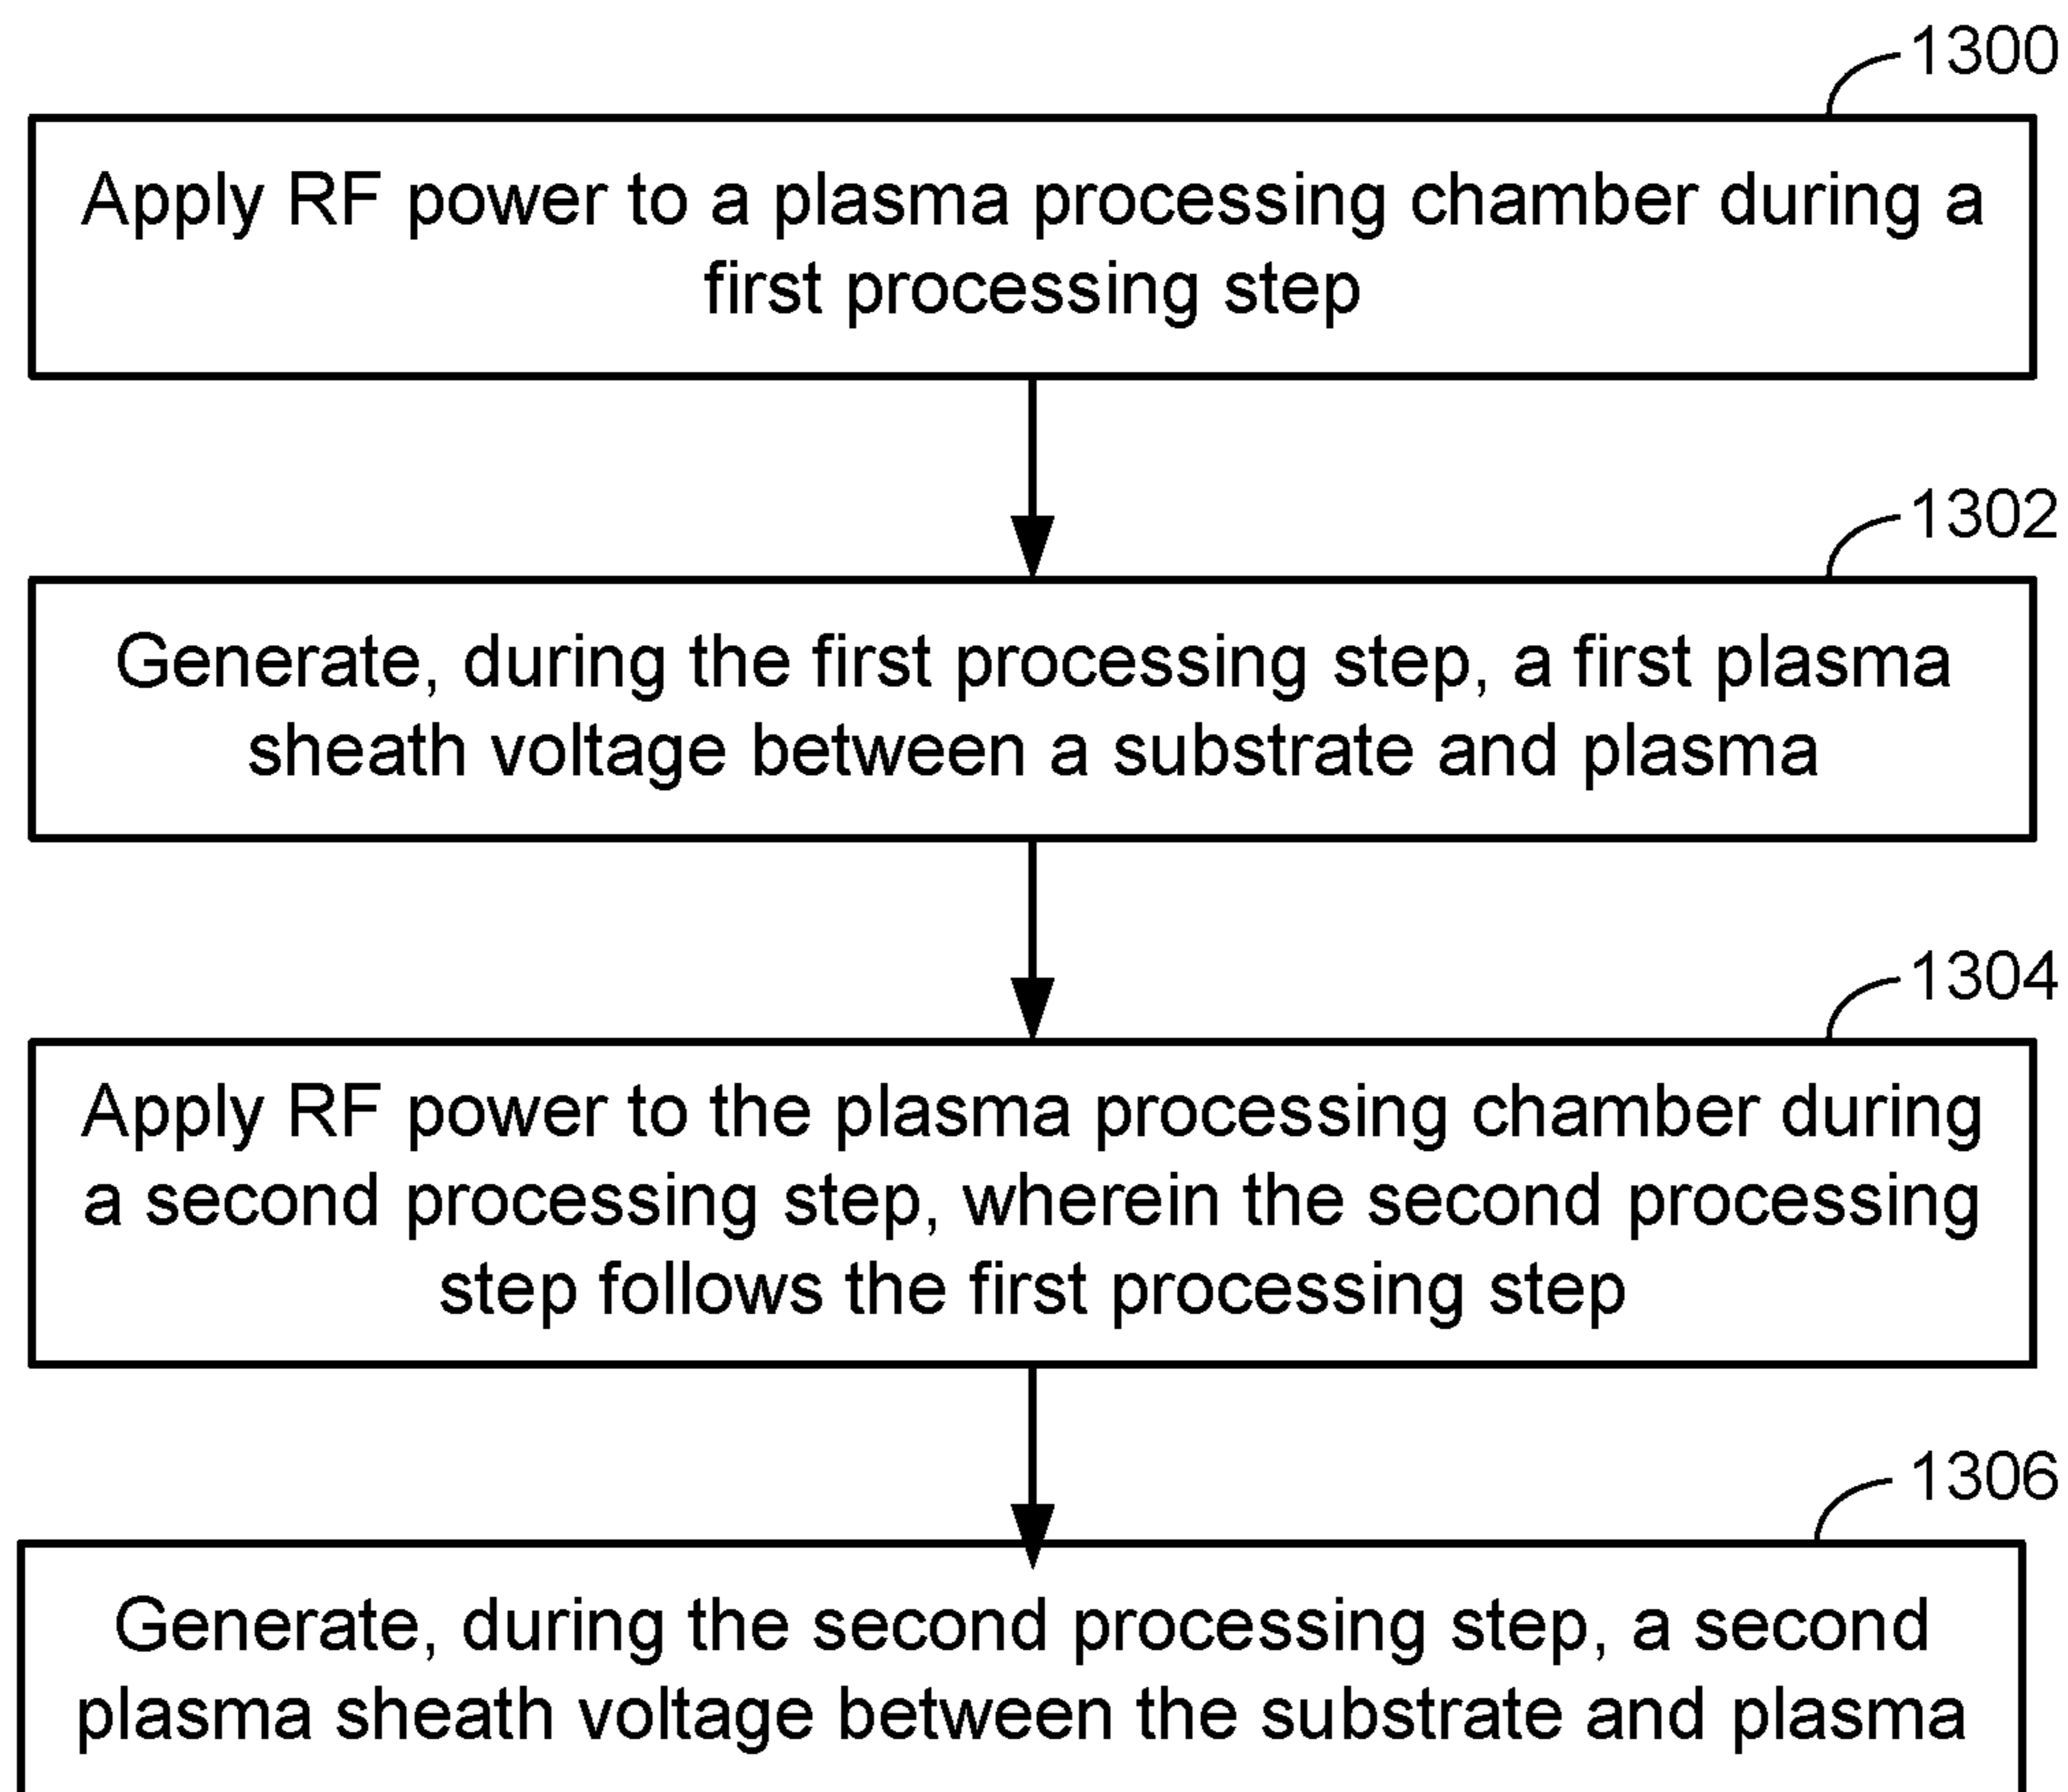 1300
Apply RF power to a plasma processing chamber during a
first processing step
1302
Generate, during the first processing step, a first plasma
sheath voltage between a substrate and plasma
1304
Apply RF power to the plasma processing chamber during
a second processing step, wherein the second processing
step follows the first processing step
1306
Generate, during the second processing step, a second
plasma sheath voltage between the substrate and plasma